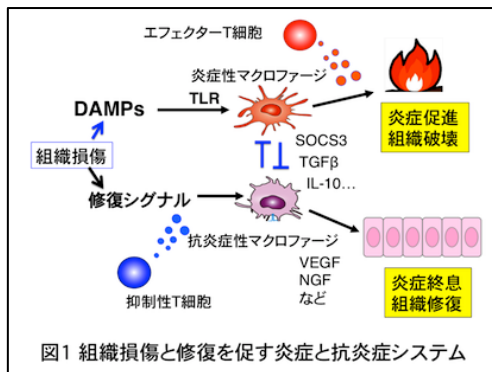 エフェクターT細胞
炎症性マクロファージ
TLR
DAMPs
炎症促進
組織破壊
組織損傷
SOCS3
TGFβ
IL-10...
修復シグナル
抗炎症性マクロファージ
VEGF
NGF
など
抑制性T細胞
炎症終息
組織修復
図1 組織損傷と修復を促す炎症と抗炎症システム